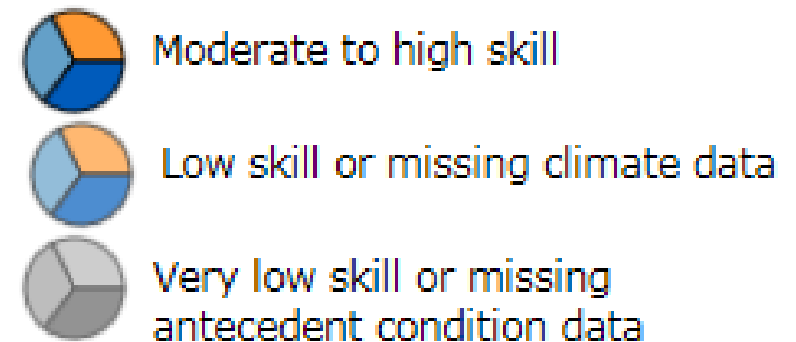 Moderate to high skill
Low skill or missing climate data
Very low skill or missing
antecedent condition data